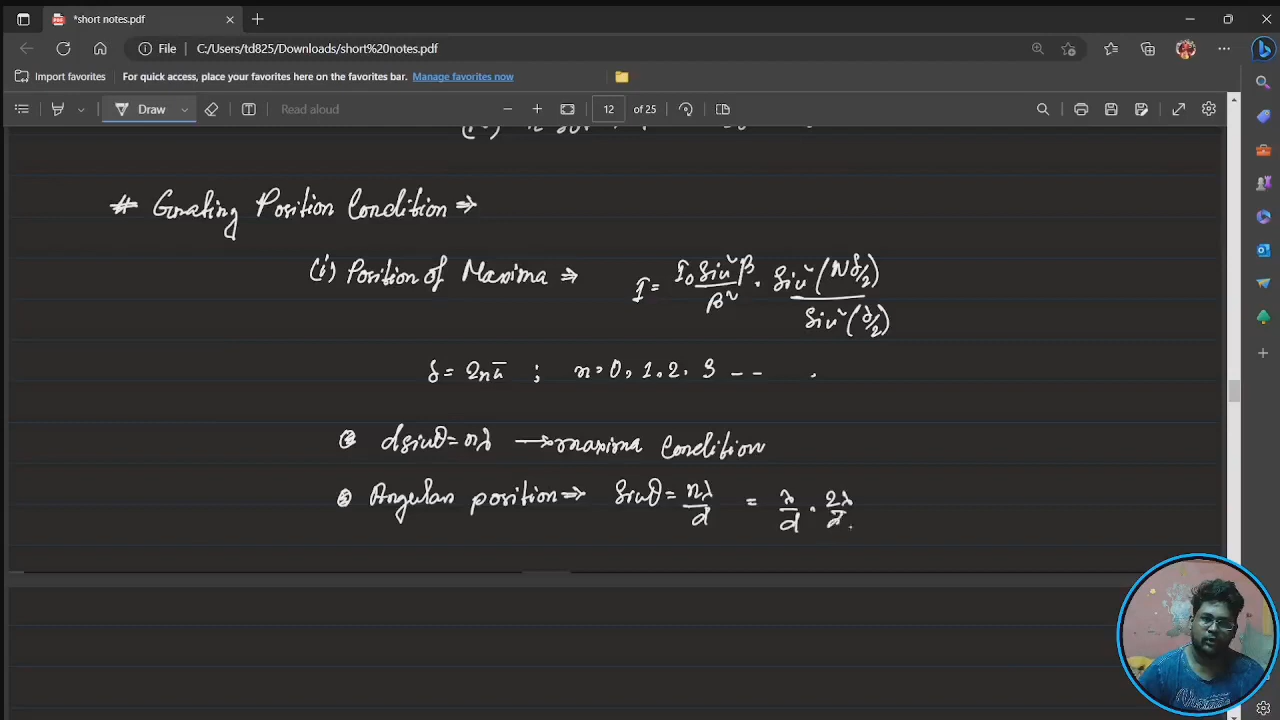 *short notes.pdf
File C:/Users/td825/Downloads/short%20notes.pdf
Import favorites For quick access, place your favorites here on the favorites bar. Manage favorites now
Draw Read aloud 12 of 25
# Grating Position Condition ⇒
(i) Position of Maxima ⇒ I = I₀ Sin²β / β² · Sin²(Nδ/2) / Sin²(δ/2)
δ = 2nπ ; n = 0, 1, 2, 3 - -
dsinθ = nλ → maxima Condition
Angular position ⇒ Sinθ = nλ/d = λ/d , 2λ/d,